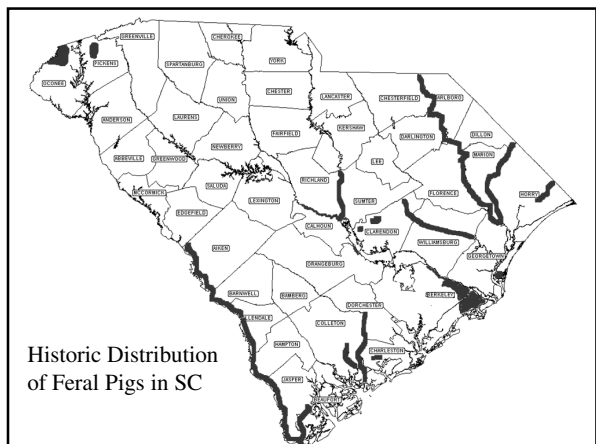 GREENVILLE
CHEROKEE
YORK
PICKENS
SPARTANBURG
OCONEE
CHESTER
UNION
LANCASTER
CHESTERFIELD
ARLBORO
ANDERSON
LAURENS
FAIRFIELD
KERSHAW
DARLINGTON
DILLON
NEWBERRY
MARION
ABBEVILLE
GREENWOOD
LEE
RICHLAND
SALUDA
MCCORMICK
FLORENCE
HORRY
LEXINGTON
SUMTER
EDGEFIELD
CALHOUN
CLARENDON
WILLIAMSBURG
AIKEN
GEORGETOWN
ORANGEBURG
BARNWELL
BAMBERG
BERKELEY
DORCHESTER
LLENDALE
COLLETON
HAMPTON
CHARLESTON
JASPER
BEAUFORT
Historic Distribution
of Feral Pigs in SC